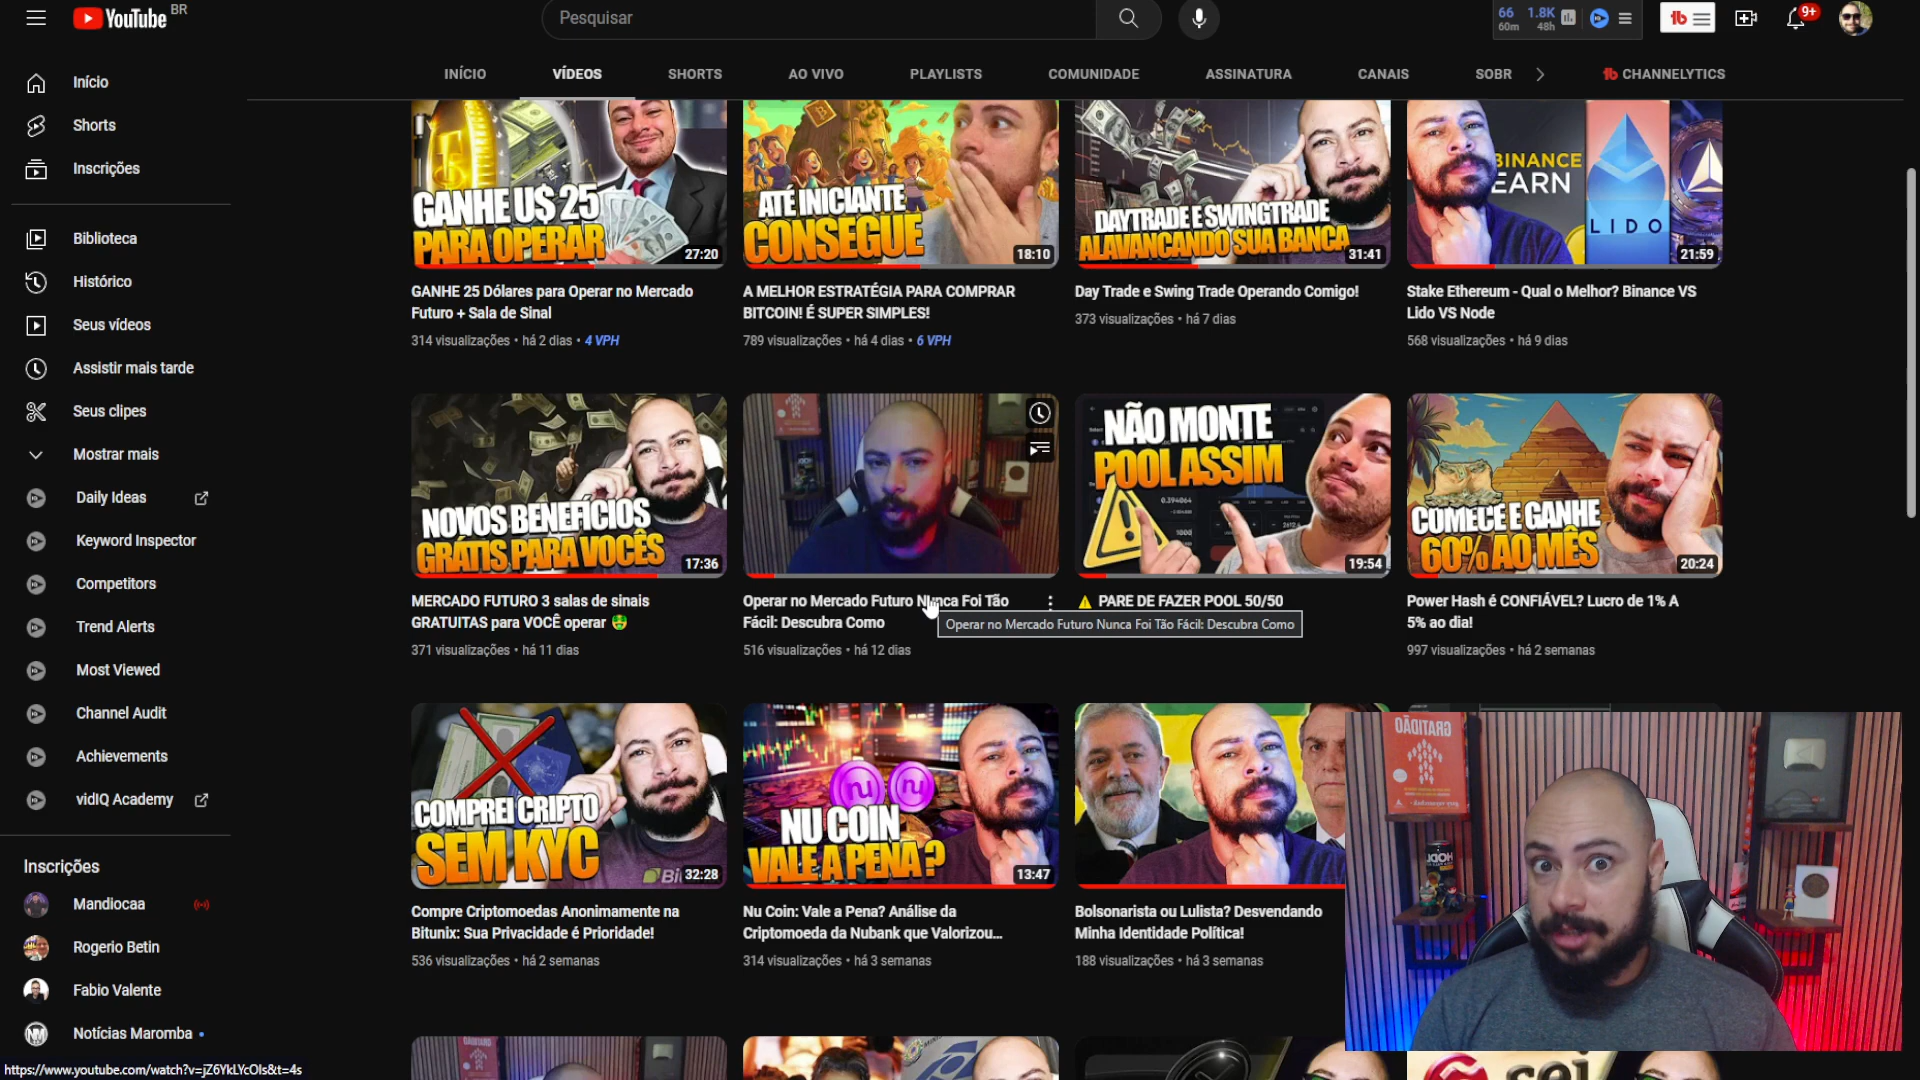 YouTube BR
Pesquisar
66 1.8K
60m 48h
9+
Início
Shorts
Inscrições
Biblioteca
Histórico
Seus vídeos
Assistir mais tarde
Seus clipes
Mostrar mais
Daily Ideas
Keyword Inspector
Competitors
Trend Alerts
Most Viewed
Channel Audit
Achievements
vidIQ Academy
Inscrições
Mandiocaa
Rogerio Betin
Fabio Valente
NM Notícias Maromba
INÍCIO VÍDEOS SHORTS AO VIVO PLAYLISTS COMUNIDADE ASSINATURA CANAIS SOBR CHANNELYTICS
GANHE U$ 25
PARA OPERAR
27:20
GANHE 25 Dólares para Operar no Mercado
Futuro + Sala de Sinal
314 visualizações • há 2 dias • 4 VPH
ATÉ INICIANTE
CONSEGUE
18:10
A MELHOR ESTRATÉGIA PARA COMPRAR
BITCOIN! É SUPER SIMPLES!
789 visualizações • há 4 dias • 6 VPH
DAYTRADE E SWINGTRADE
ALAVANCANDO SUA BANCA
31:41
Day Trade e Swing Trade Operando Comigo!
373 visualizações • há 7 dias
BINANCE
EARN
LIDO
21:59
Stake Ethereum - Qual o Melhor? Binance VS
Lido VS Node
568 visualizações • há 9 dias
NOVOS BENEFÍCIOS
GRÁTIS PARA VOCÊS
17:36
MERCADO FUTURO 3 salas de sinais
GRATUITAS para VOCÊ operar 🤑
371 visualizações • há 11 dias
Operar no Mercado Futuro Nunca Foi Tão
Fácil: Descubra Como
516 visualizações • há 12 dias
Operar no Mercado Futuro Nunca Foi Tão Fácil: Descubra Como
NÃO MONTE
POOL ASSIM
19:54
⚠️ PARE DE FAZER POOL 50/50
COMECE E GANHE
60% AO MÊS
20:24
Power Hash é CONFIÁVEL? Lucro de 1% A
5% ao dia!
997 visualizações • há 2 semanas
COMPREI CRIPTO
SEM KYC
32:28
Compre Criptomoedas Anonimamente na
Bitunix: Sua Privacidade é Prioridade!
536 visualizações • há 2 semanas
NU COIN
VALE A PENA?
13:47
Nu Coin: Vale a Pena? Análise da
Criptomoeda da Nubank que Valorizou...
314 visualizações • há 3 semanas
Bolsonarista ou Lulista? Desvendando
Minha Identidade Política!
188 visualizações • há 3 semanas
GRATIDÃO
HODL
sei
https://www.youtube.com/watch?v=jZ6YkLYcOIs&t=4s